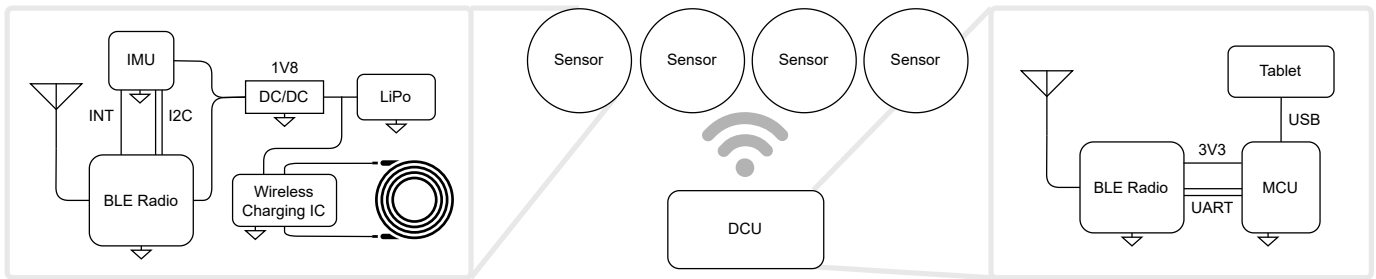 IMU
1V8
DC/DC
LiPo
INT
I2C
BLE Radio
Wireless
Charging IC
Sensor
Sensor
Sensor
Sensor
DCU
Tablet
USB
3V3
BLE Radio
MCU
UART